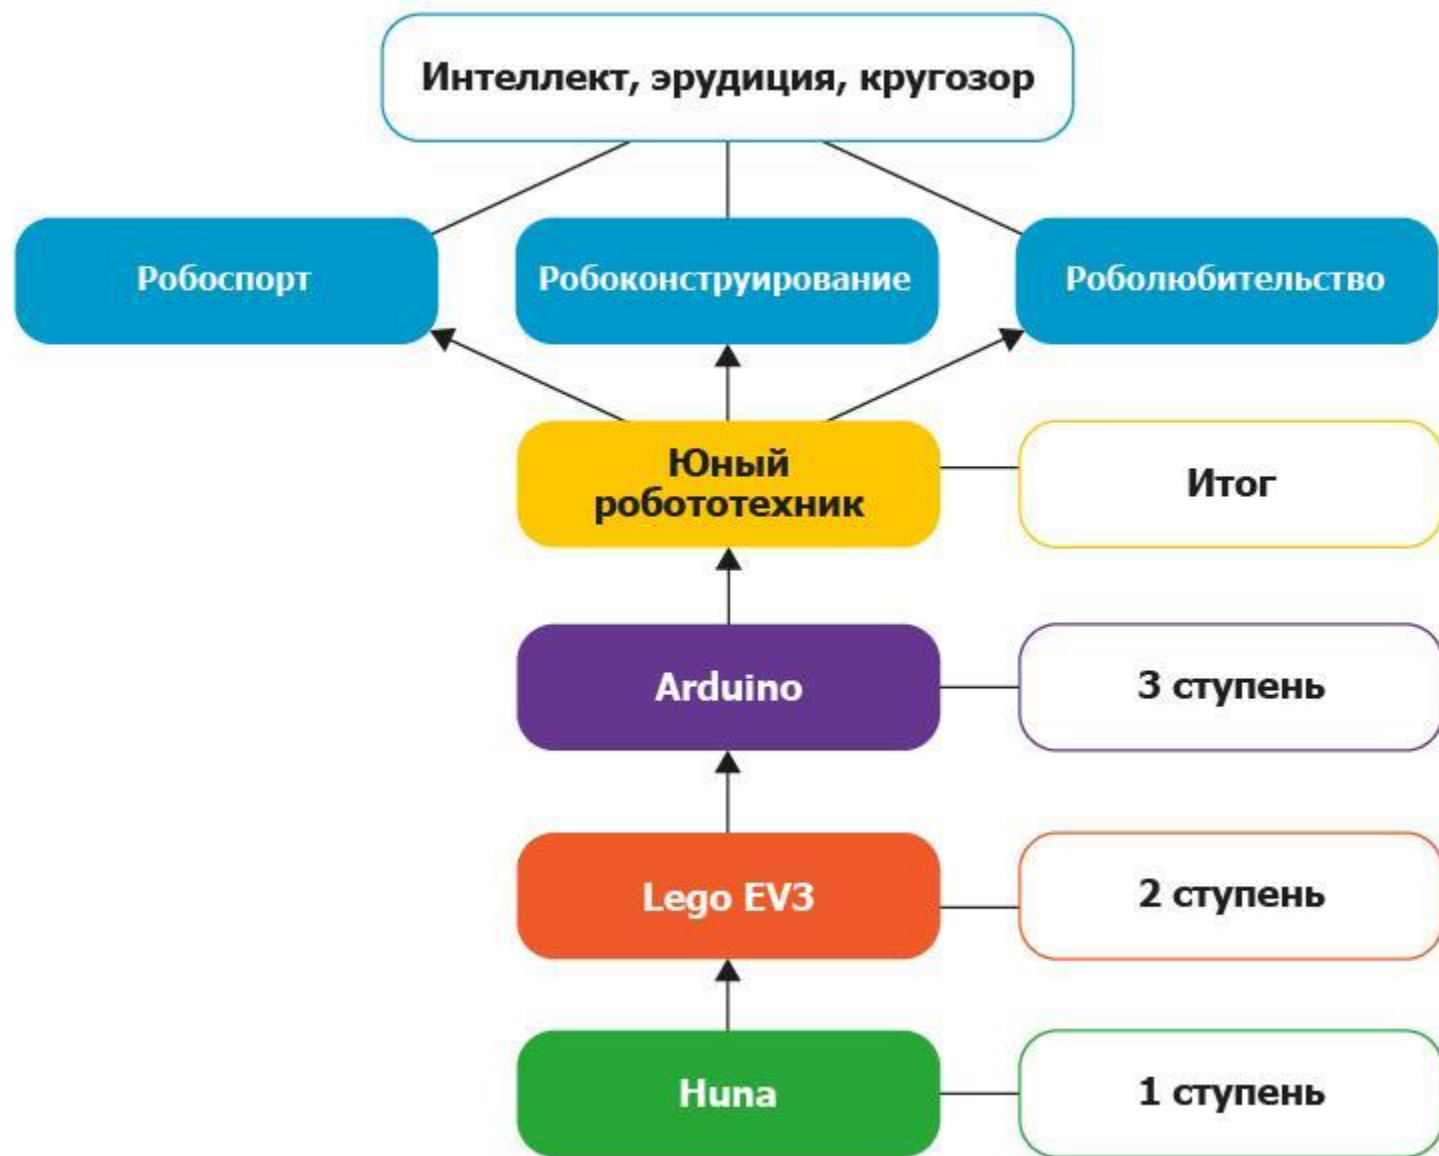 Интеллект, эрудиция, кругозор
Робоспорт
Робоконструирование
Роболюбительство
Юный
робототехник
Итог
Arduino
3 ступень
Lego EV3
2 ступень
Huna
1 ступень